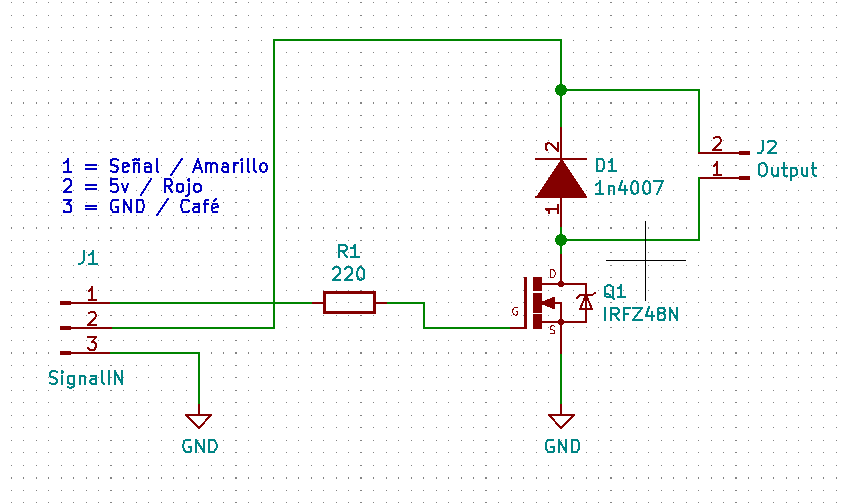 1 = Señal / Amarillo
2 = 5v / Rojo
3 = GND / Café
J1
1
2
3
SignalIN
GND
R1
220
2
D1
1n4007
1
2
J2
1
Output
D
G
S
Q1
IRFZ48N
GND